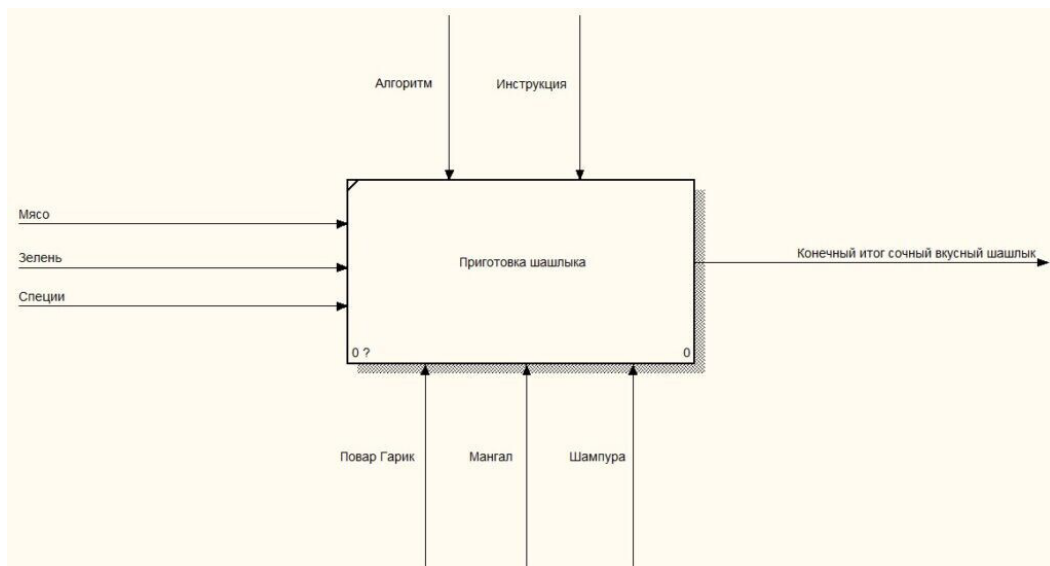 Алгоритм
Инструкция
Мясо
Зелень
Специи
Приготовка шашлыка
Конечный итог сочный вкусный шашлык
0 ?
0
Повар Гарик
Мангал
Шампура